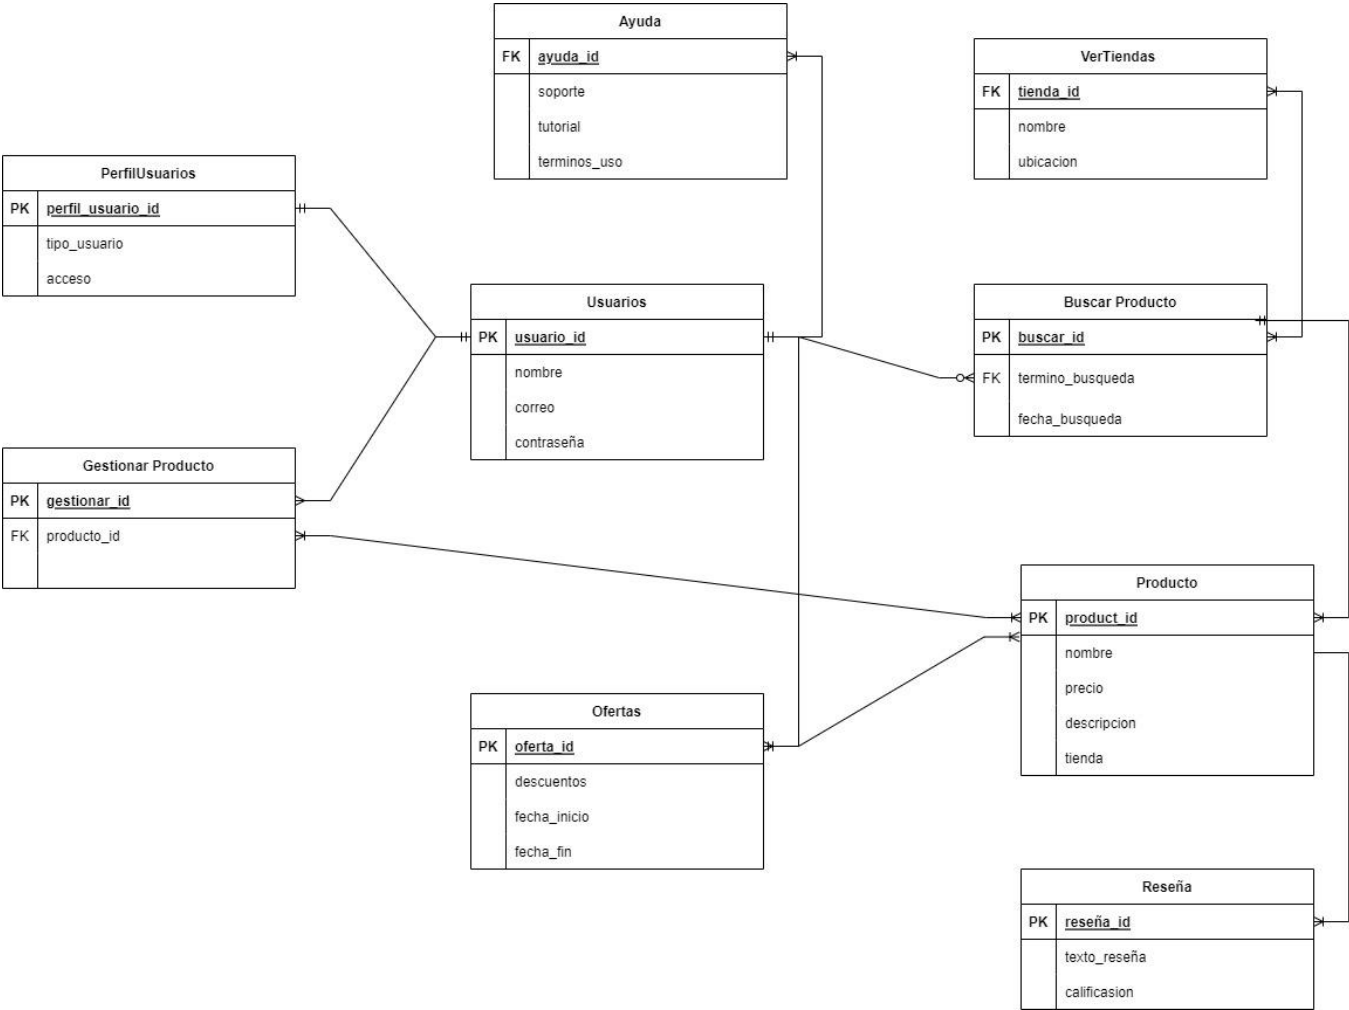 Ayuda
FK ayuda_id
soporte
tutorial
terminos_uso
VerTiendas
FK tienda_id
nombre
ubicacion
PerfilUsuarios
PK perfil_usuario_id
tipo_usuario
acceso
Usuarios
PK usuario_id
nombre
correo
contraseña
Buscar Producto
PK buscar_id
FK termino_busqueda
fecha_busqueda
Gestionar Producto
PK gestionar_id
FK producto_id
Producto
PK product_id
nombre
precio
descripcion
tienda
Ofertas
PK oferta_id
descuentos
fecha_inicio
fecha_fin
Reseña
PK reseña_id
texto_reseña
calificasion